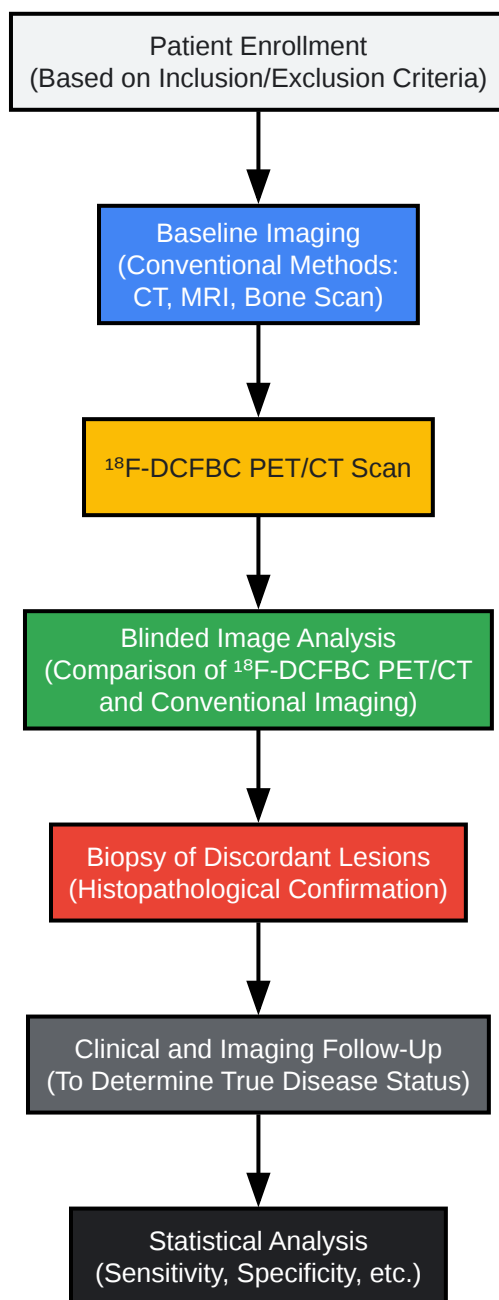 Patient Enrollment
(Based on Inclusion/Exclusion Criteria)
Baseline Imaging
(Conventional Methods:
CT, MRI, Bone Scan)
¹⁸F-DCFBC PET/CT Scan
Blinded Image Analysis
(Comparison of ¹⁸F-DCFBC PET/CT
and Conventional Imaging)
Biopsy of Discordant Lesions
(Histopathological Confirmation)
Clinical and Imaging Follow-Up
(To Determine True Disease Status)
Statistical Analysis
(Sensitivity, Specificity, etc.)